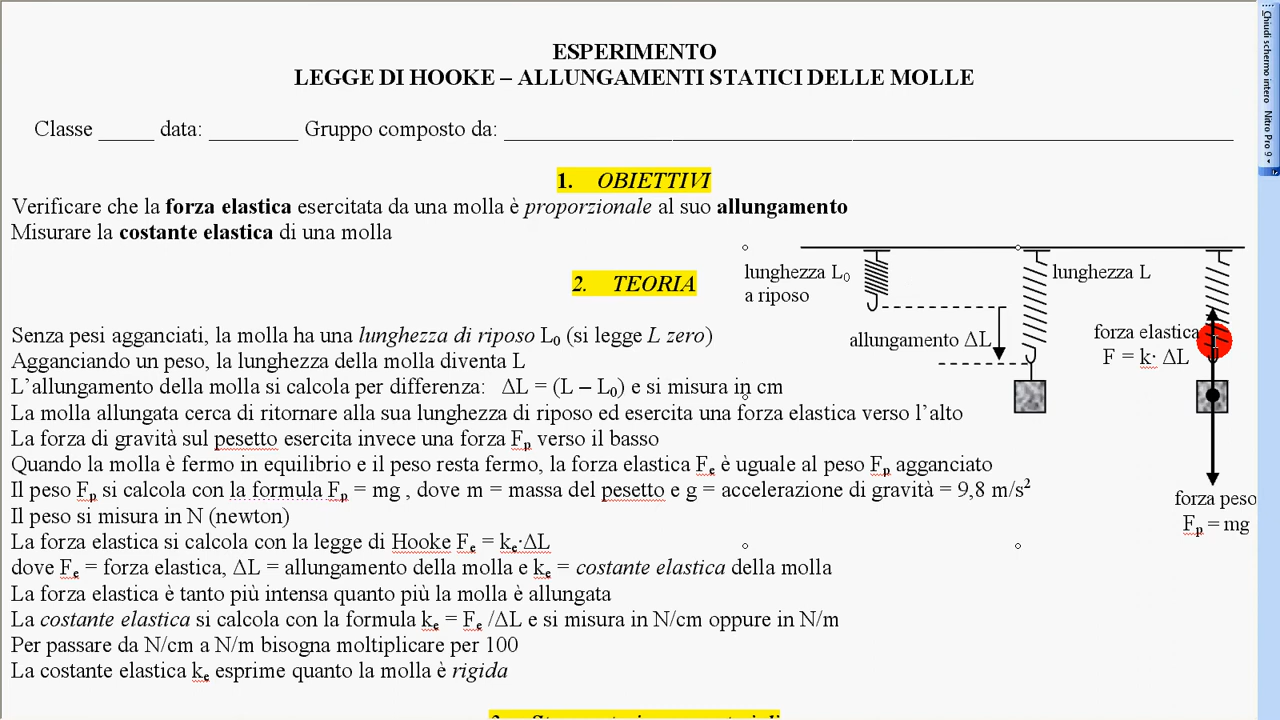 ESPERIMENTO
LEGGE DI HOOKE – ALLUNGAMENTI STATICI DELLE MOLLE
Classe _____ data: ________ Gruppo composto da: ____________________
1. OBIETTIVI
Verificare che la forza elastica esercitata da una molla è proporzionale al suo allungamento
Misurare la costante elastica di una molla
2. TEORIA
Senza pesi agganciati, la molla ha una lunghezza di riposo L₀ (si legge L zero)
Agganciando un peso, la lunghezza della molla diventa L
L’allungamento della molla si calcola per differenza: ΔL = (L – L₀) e si misura in cm
La molla allungata cerca di ritornare alla sua lunghezza di riposo ed esercita una forza elastica verso l’alto
La forza di gravità sul pesetto esercita invece una forza Fₚ verso il basso
Quando la molla è fermo in equilibrio e il peso resta fermo, la forza elastica Fₑ è uguale al peso Fₚ agganciato
Il peso Fₚ si calcola con la formula Fₚ = mg , dove m = massa del pesetto e g = accelerazione di gravità = 9,8 m/s²
Il peso si misura in N (newton)
La forza elastica si calcola con la legge di Hooke Fₑ = kₑ·ΔL
dove Fₑ = forza elastica, ΔL = allungamento della molla e kₑ = costante elastica della molla
La forza elastica è tanto più intensa quanto più la molla è allungata
La costante elastica si calcola con la formula kₑ = Fₑ /ΔL e si misura in N/cm oppure in N/m
Per passare da N/cm a N/m bisogna moltiplicare per 100
La costante elastica kₑ esprime quanto la molla è rigida
lunghezza L₀
a riposo
allungamento ΔL
lunghezza L
forza elastica
F = k· ΔL
forza peso
Fₚ = mg
Chiudi schermo intero
Nitro Pro 9